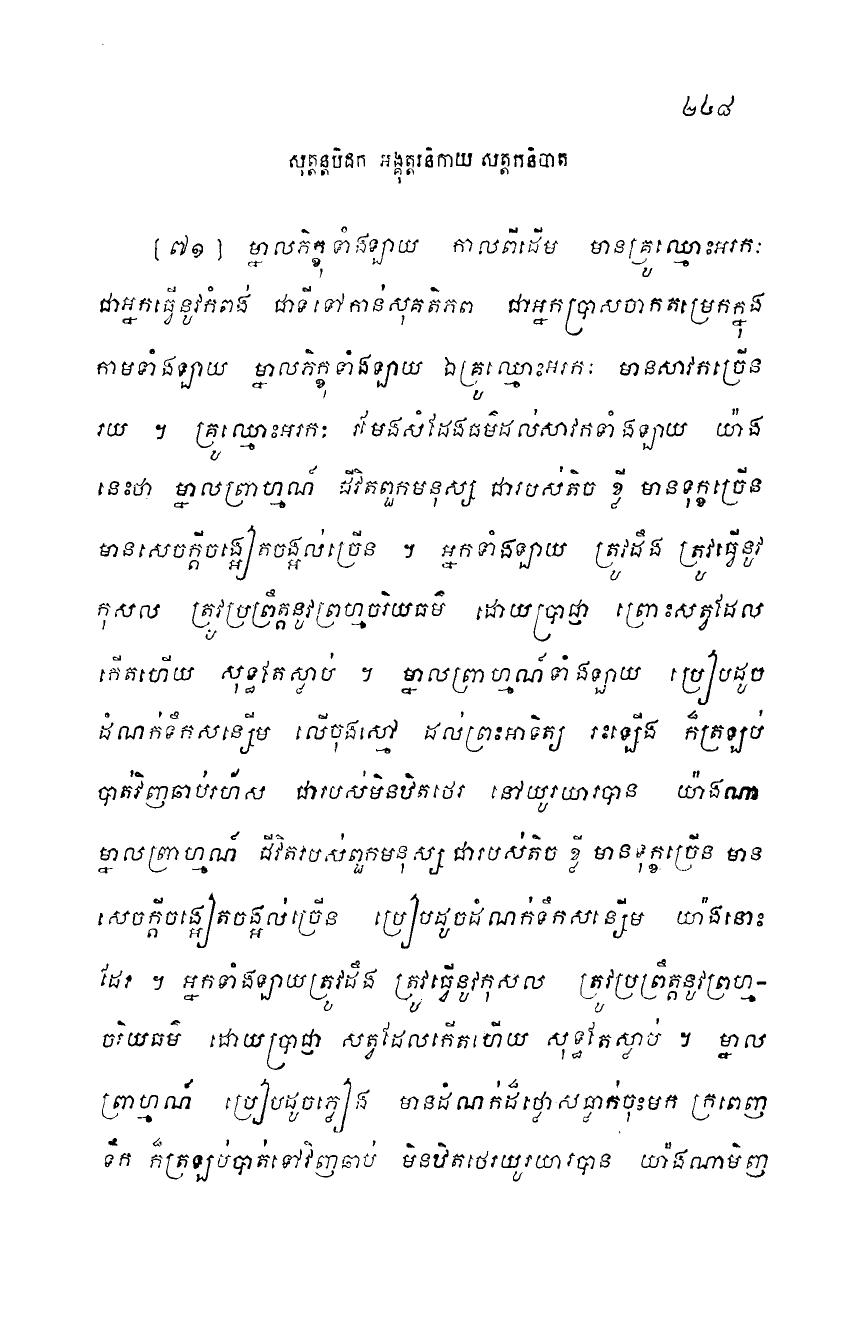 ២៤៨
សុត្តន្តបិដក អង្គុត្តរនិកាយ សត្តកនិបាត
[៧១] ម្នាលភិក្ខុទាំងឡាយ កាលពីដើម មានគ្រូឈ្មោះអរកៈ
ជាអ្នកធ្វើនូវកំពង់ ជាទីទៅកាន់សុគតិភព ជាអ្នកប្រាសចាកតម្រេកក្នុង
កាមទាំងឡាយ ម្នាលភិក្ខុទាំងឡាយ ឯគ្រូឈ្មោះអរកៈ មានសាវកច្រើន
រយ ។ គ្រូឈ្មោះអរកៈ រមែងសំដែងធម៌ដល់សាវកទាំងឡាយ យ៉ាង
នេះថា ម្នាលព្រាហ្មណ៍ ជីវិតពួកមនុស្ស ជារបស់តិច ខ្លី មានទុក្ខច្រើន
មានសេចក្តីចង្អៀតចង្អល់ច្រើន ។ អ្នកទាំងឡាយ ត្រូវដឹង ត្រូវធ្វើនូវ
កុសល ត្រូវប្រព្រឹត្តនូវព្រហ្មចរិយធម៌ ដោយប្រាជ្ញា ព្រោះសត្វដែល
កើតហើយ សុទ្ធតែស្លាប់ ។ ម្នាលព្រាហ្មណ៍ទាំងឡាយ ប្រៀបដូច
ដំណក់ទឹកសន្សើម លើចុងស្មៅ ដល់ព្រះអាទិត្យ រះឡើង ក៏ត្រឡប់
បាត់វិញឆាប់រហ័ស ជារបស់មិនឋិតថេរ នៅយូរយារបាន យ៉ាងណា
ម្នាលព្រាហ្មណ៍ ជីវិតរបស់ពួកមនុស្ស ជារបស់តិច ខ្លី មានទុក្ខច្រើន មាន
សេចក្តីចង្អៀតចង្អល់ច្រើន ប្រៀបដូចដំណក់ទឹកសន្សើម យ៉ាងនោះ
ដែរ ។ អ្នកទាំងឡាយត្រូវដឹង ត្រូវធ្វើនូវកុសល ត្រូវប្រព្រឹត្តនូវព្រហ្ម-
ចរិយធម៌ ដោយប្រាជ្ញា សត្វដែលកើតហើយ សុទ្ធតែស្លាប់ ។ ម្នាល
ព្រាហ្មណ៍ ប្រៀបដូចភ្លៀង មានដំណក់ដ៏ថ្លោសធ្លាក់ចុះមក ក្រពេញ
ទឹក ក៏ត្រឡប់បាត់ទៅវិញឆាប់ មិនឋិតថេរយូរយារបាន យ៉ាងណាមិញ